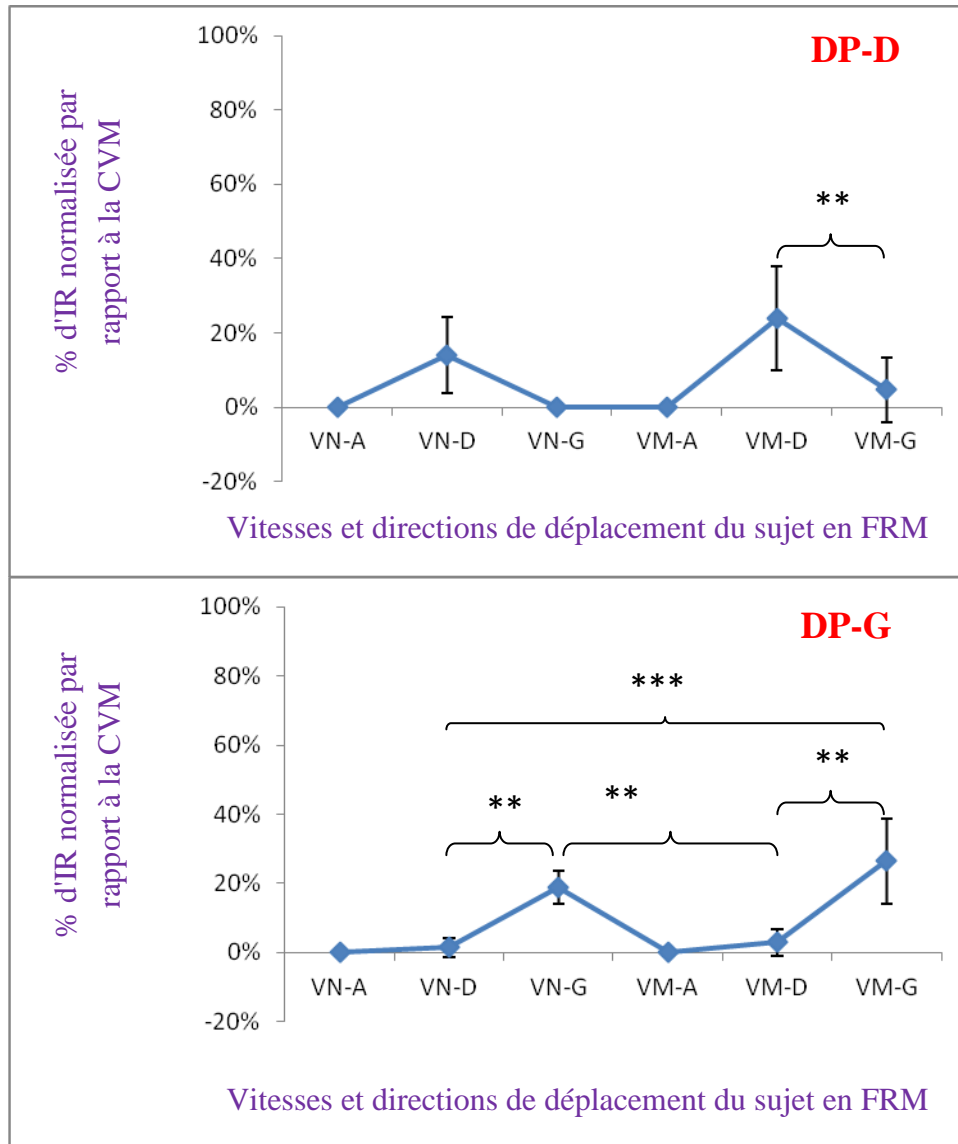 100%
DP-D
80%
% d'IR normalisée par
rapport à la CVM
60%
**
40%
20%
0%
VN-A VN-D VN-G VM-A VM-D VM-G
-20%
Vitesses et directions de déplacement du sujet en FRM
100%
DP-G
80%
% d'IR normalisée par
rapport à la CVM
***
60%
**
** **
40%
20%
0%
VN-A VN-D VN-G VM-A VM-D VM-G
-20%
Vitesses et directions de déplacement du sujet en FRM